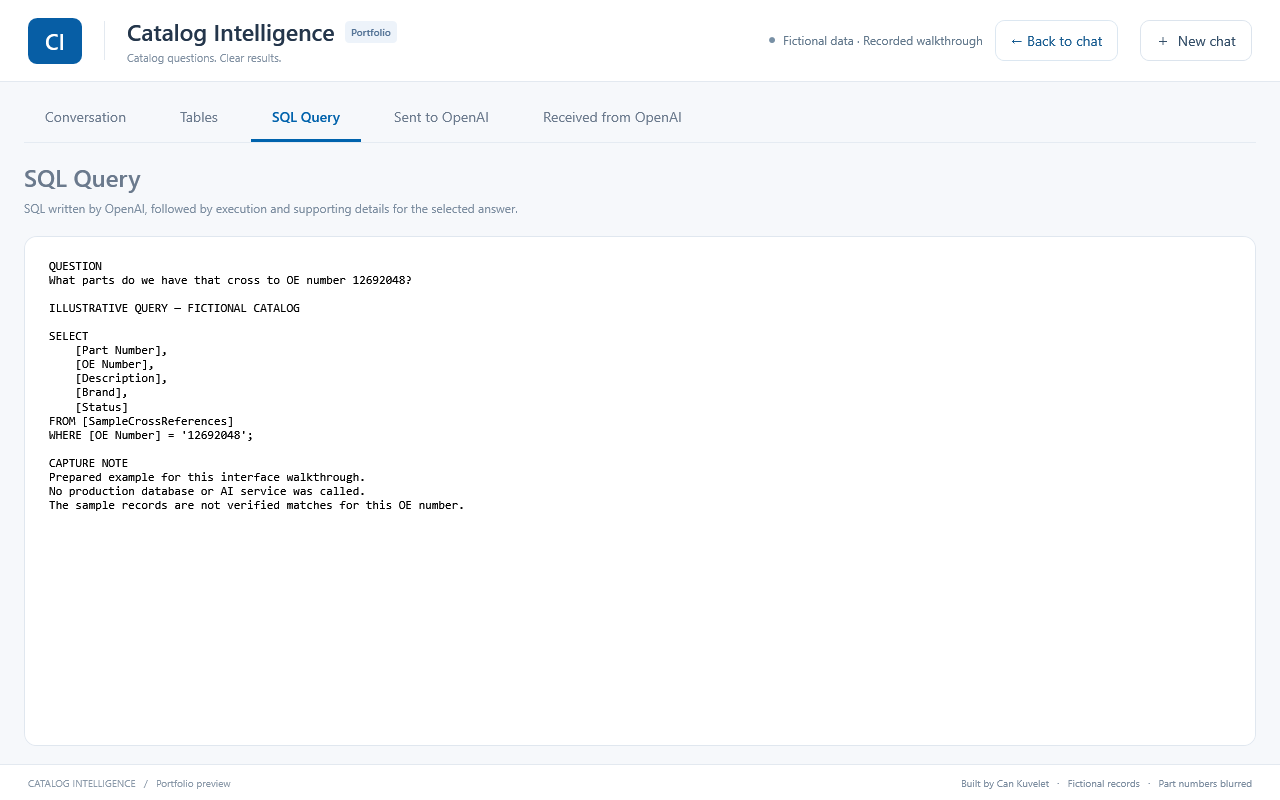 CI
Catalog Intelligence Portfolio
Catalog questions. Clear results.
● Fictional data · Recorded walkthrough
← Back to chat
+ New chat
Conversation Tables SQL Query Sent to OpenAI Received from OpenAI
SQL Query
SQL written by OpenAI, followed by execution and supporting details for the selected answer.
QUESTION
What parts do we have that cross to OE number 12692048?
ILLUSTRATIVE QUERY — FICTIONAL CATALOG
SELECT
    [Part Number],
    [OE Number],
    [Description],
    [Brand],
    [Status]
FROM [SampleCrossReferences]
WHERE [OE Number] = '12692048';
CAPTURE NOTE
Prepared example for this interface walkthrough.
No production database or AI service was called.
The sample records are not verified matches for this OE number.
CATALOG INTELLIGENCE / Portfolio preview
Built by Can Kuvelet · Fictional records · Part numbers blurred